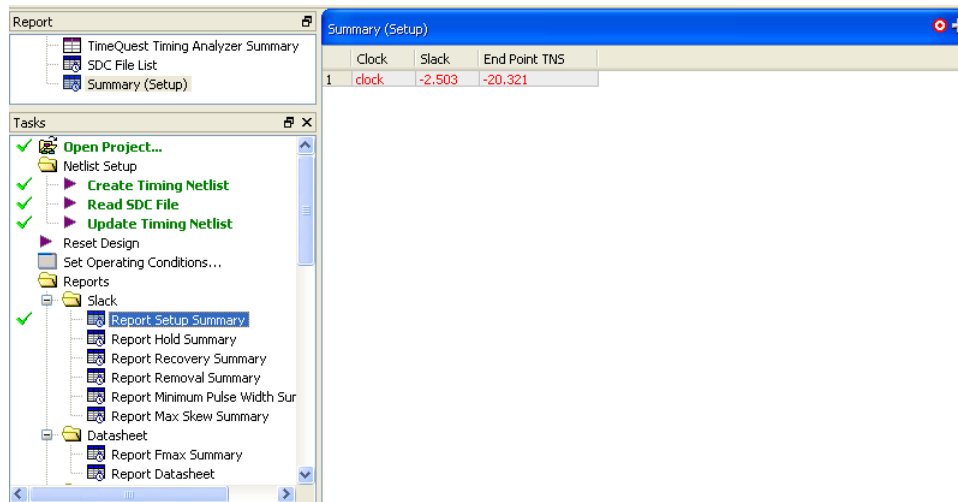 Report
TimeQuest Timing Analyzer Summary
SDC File List
Summary (Setup)
Tasks
Open Project...
Netlist Setup
Create Timing Netlist
Read SDC File
Update Timing Netlist
Reset Design
Set Operating Conditions...
Reports
Slack
Report Setup Summary
Report Hold Summary
Report Recovery Summary
Report Removal Summary
Report Minimum Pulse Width Sur
Report Max Skew Summary
Datasheet
Report Fmax Summary
Report Datasheet
Summary (Setup)
Clock Slack End Point TNS
1 clock -2.503 -20.321